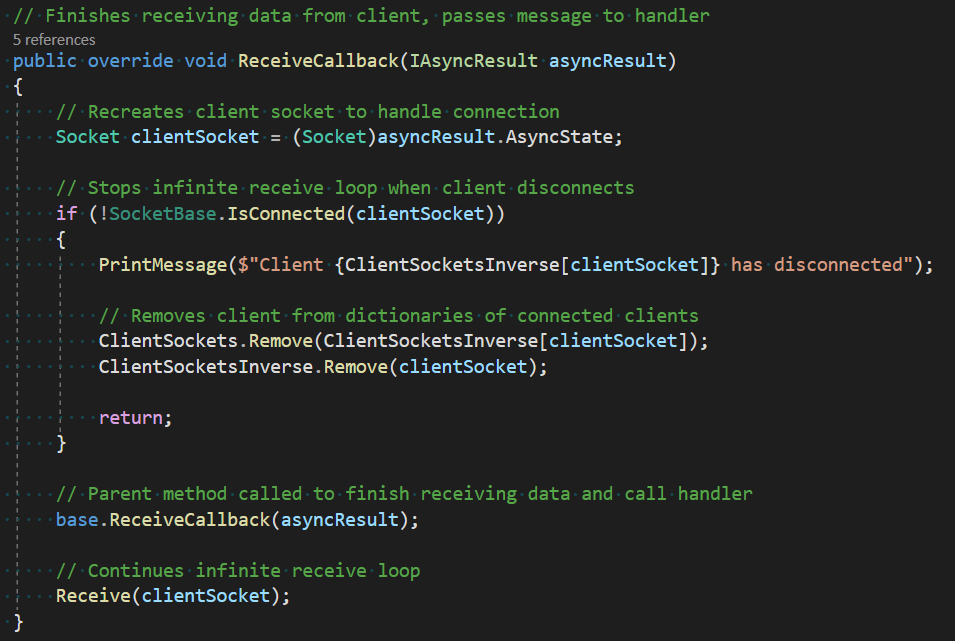 // Finishes receiving data from client, passes message to handler
5 references
public override void ReceiveCallback(IAsyncResult asyncResult)
{
// Recreates client socket to handle connection
Socket clientSocket = (Socket)asyncResult.AsyncState;
// Stops infinite receive loop when client disconnects
if (!SocketBase.IsConnected(clientSocket))
{
PrintMessage($"Client {ClientSocketsInverse[clientSocket]} has disconnected");
// Removes client from dictionaries of connected clients
ClientSockets.Remove(ClientSocketsInverse[clientSocket]);
ClientSocketsInverse.Remove(clientSocket);
return;
}
// Parent method called to finish receiving data and call handler
base.ReceiveCallback(asyncResult);
// Continues infinite receive loop
Receive(clientSocket);
}